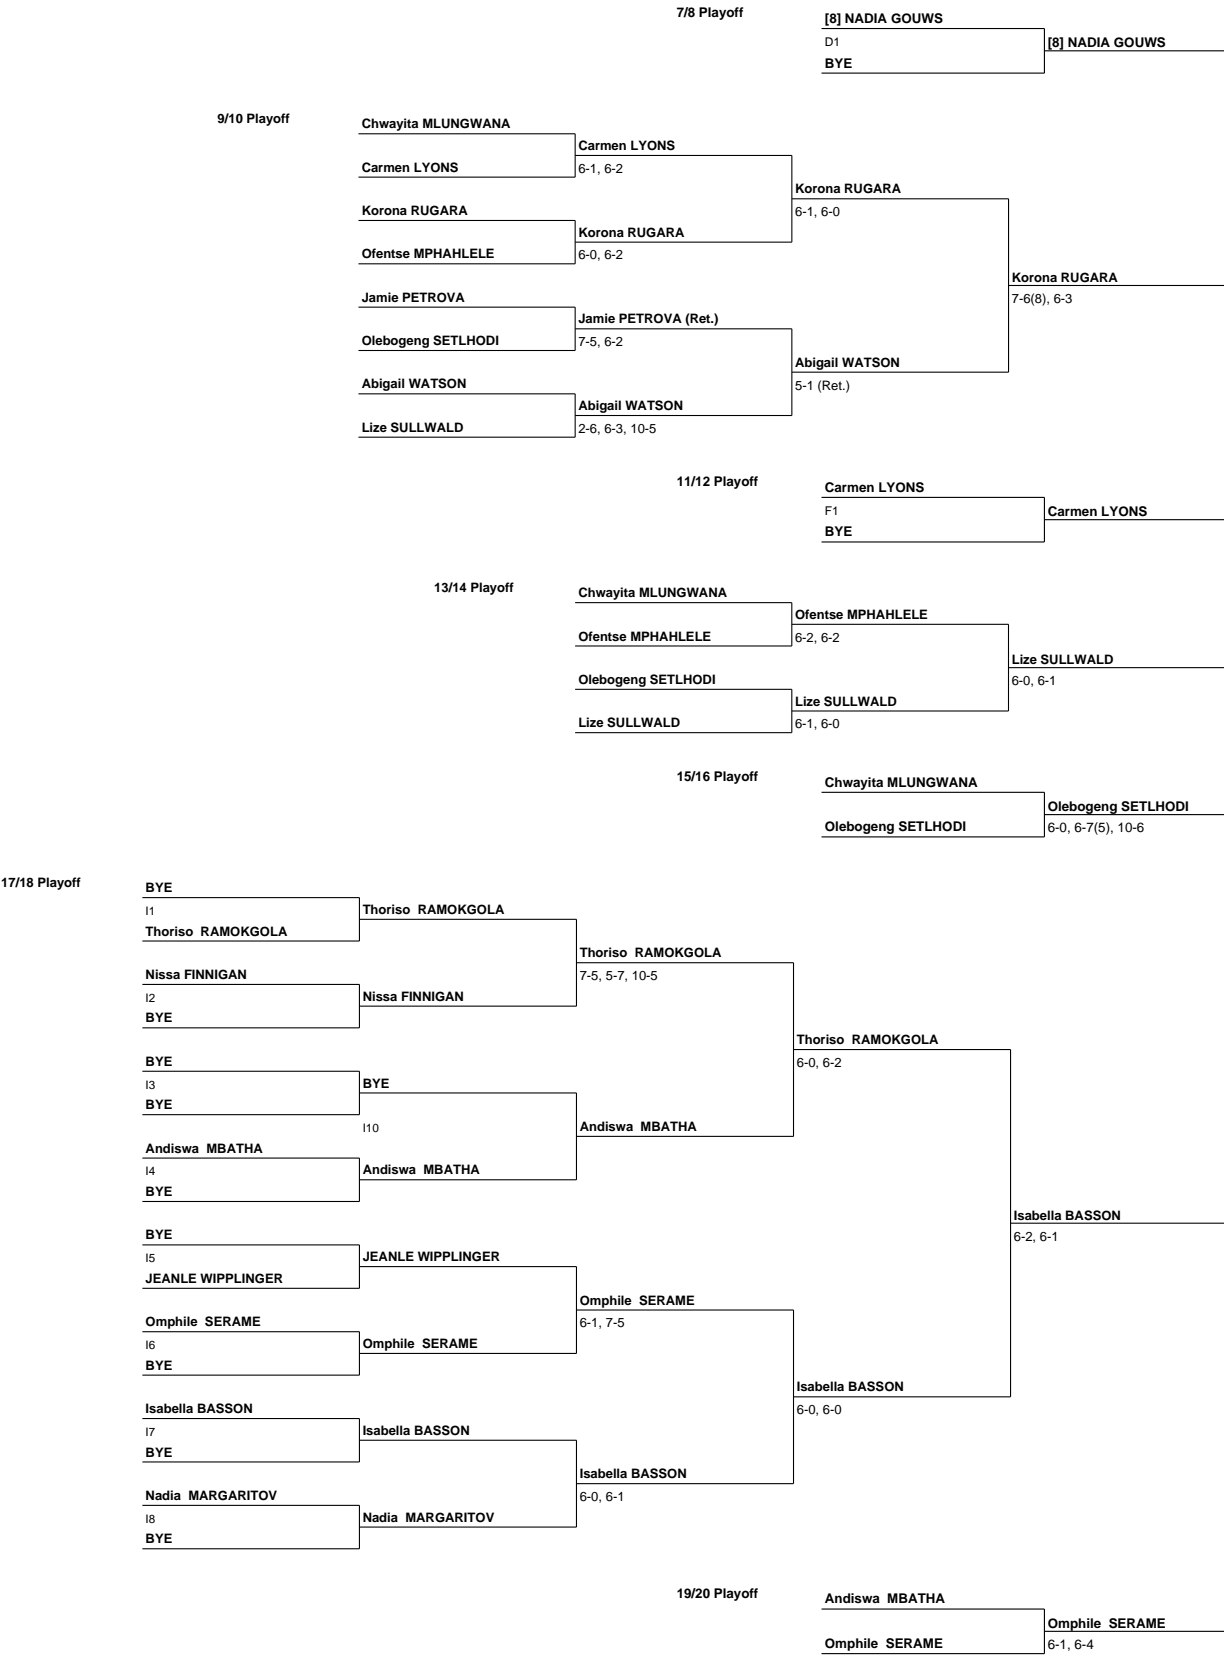 7/8 Playoff
[8] NADIA GOUWS
D1
[8] NADIA GOUWS
BYE
9/10 Playoff
Chwayita MLUNGWANA
Carmen LYONS
Carmen LYONS
6-1, 6-2
Korona RUGARA
6-1, 6-0
Korona RUGARA
Korona RUGARA
Ofentse MPHAHLELE
6-0, 6-2
Korona RUGARA
7-6(8), 6-3
Jamie PETROVA
Jamie PETROVA (Ret.)
Olebogeng SETLHODI
7-5, 6-2
Abigail WATSON
5-1 (Ret.)
Abigail WATSON
Abigail WATSON
Lize SULLWALD
2-6, 6-3, 10-5
11/12 Playoff
Carmen LYONS
F1
Carmen LYONS
BYE
13/14 Playoff
Chwayita MLUNGWANA
Ofentse MPHAHLELE
Ofentse MPHAHLELE
6-2, 6-2
Lize SULLWALD
6-0, 6-1
Olebogeng SETLHODI
Lize SULLWALD
Lize SULLWALD
6-1, 6-0
15/16 Playoff
Chwayita MLUNGWANA
Olebogeng SETLHODI
Olebogeng SETLHODI
6-0, 6-7(5), 10-6
17/18 Playoff
BYE
I1
Thoriso RAMOKGOLA
Thoriso RAMOKGOLA
Thoriso RAMOKGOLA
7-5, 5-7, 10-5
Nissa FINNIGAN
I2
Nissa FINNIGAN
BYE
Thoriso RAMOKGOLA
6-0, 6-2
BYE
I3
BYE
BYE
I10
Andiswa MBATHA
Andiswa MBATHA
I4
Andiswa MBATHA
BYE
Isabella BASSON
6-2, 6-1
BYE
I5
JEANLE WIPPLINGER
JEANLE WIPPLINGER
Omphile SERAME
6-1, 7-5
Omphile SERAME
I6
Omphile SERAME
BYE
Isabella BASSON
6-0, 6-0
Isabella BASSON
I7
Isabella BASSON
BYE
Isabella BASSON
6-0, 6-1
Nadia MARGARITOV
I8
Nadia MARGARITOV
BYE
19/20 Playoff
Andiswa MBATHA
Omphile SERAME
Omphile SERAME
6-1, 6-4